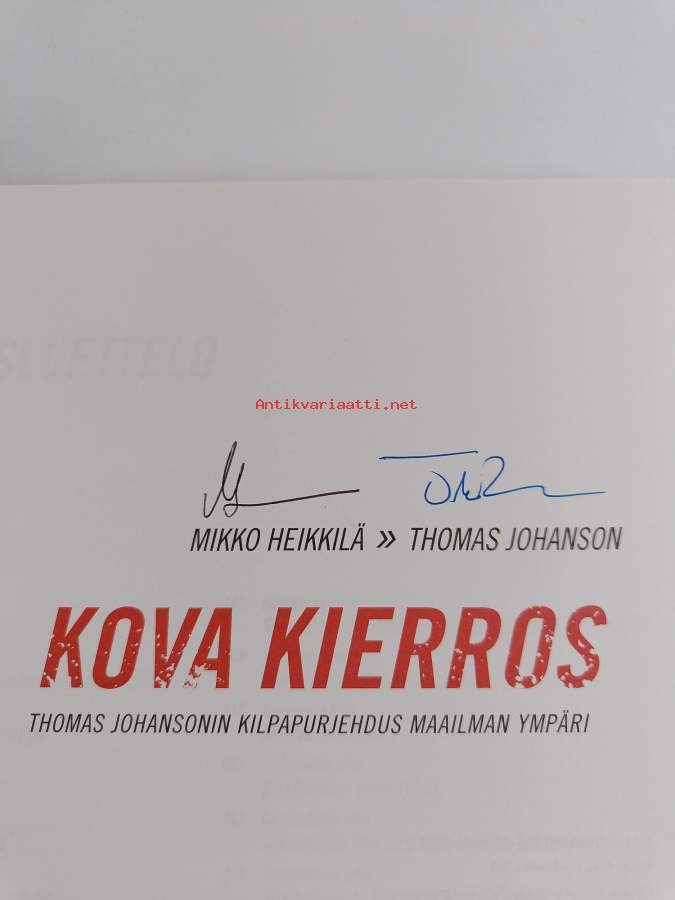 Antikvariaatti.net
MIKKO HEIKKILÄ » THOMAS JOHANSON
KOVA KIERROS
THOMAS JOHANSONIN KILPAPURJEHDUS MAAILMAN YMPÄRI